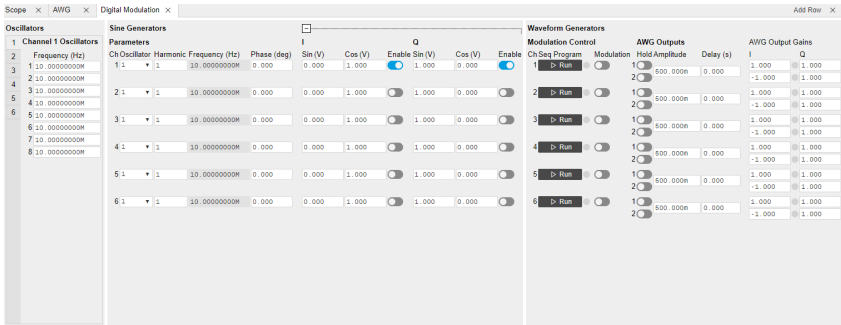 Scope × AWG × Digital Modulation × Add Row ×
Oscillators Sine Generators Waveform Generators
1 Channel 1 Oscillators Parameters I Q Modulation Control AWG Outputs AWG Output Gains
2 Frequency (Hz) Ch Oscillator Harmonic Frequency (Hz) Phase (deg) Sin (V) Cos (V) Enable Sin (V) Cos (V) Enable Ch Seq Program Modulation Hold Amplitude Delay (s) I Q
3
4
5
6
1 10.00000000M
2 10.00000000M
3 10.00000000M
4 10.00000000M
5 10.00000000M
6 10.00000000M
7 10.00000000M
8 10.00000000M
1 1 1 10.00000000M 0.000 0.000 1.000 1.000 0.000
2 1 1 10.00000000M 0.000 0.000 1.000 1.000 0.000
3 1 1 10.00000000M 0.000 0.000 1.000 1.000 0.000
4 1 1 10.00000000M 0.000 0.000 1.000 1.000 0.000
5 1 1 10.00000000M 0.000 0.000 1.000 1.000 0.000
6 1 1 10.00000000M 0.000 0.000 1.000 1.000 0.000
1 Run 1 1.000 1.000
500.000m 0.000
2 -1.000 1.000
2 Run 1 1.000 1.000
500.000m 0.000
2 -1.000 1.000
3 Run 1 1.000 1.000
500.000m 0.000
2 -1.000 1.000
4 Run 1 1.000 1.000
500.000m 0.000
2 -1.000 1.000
5 Run 1 1.000 1.000
500.000m 0.000
2 -1.000 1.000
6 Run 1 1.000 1.000
500.000m 0.000
2 -1.000 1.000